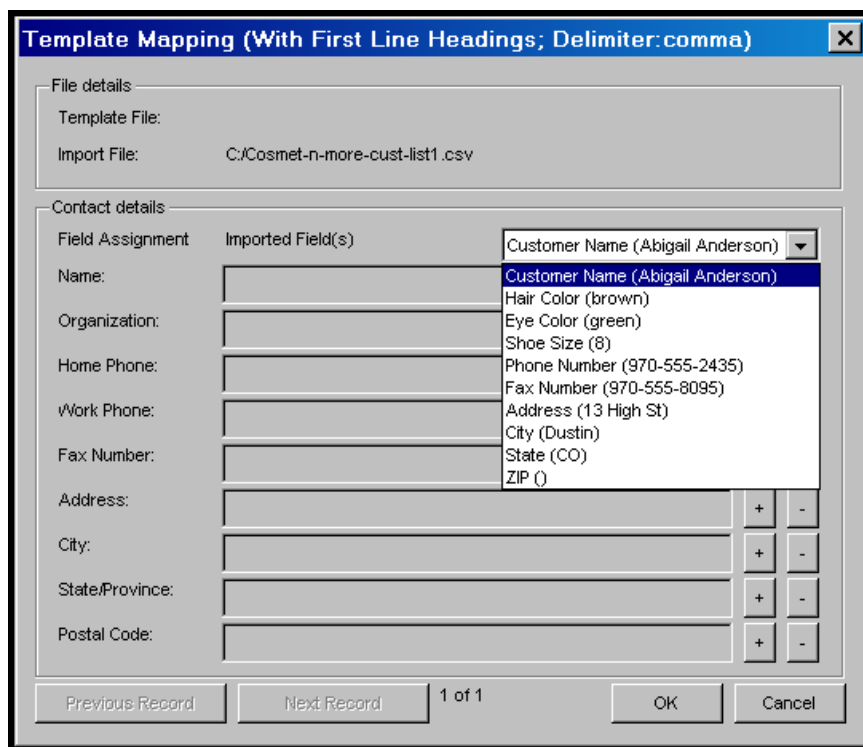 Template Mapping (With First Line Headings; Delimiter:comma)
File details
Template File:
Import File: C:/Cosmet-n-more-cust-list1.csv
Contact details
Field Assignment Imported Field(s) Customer Name (Abigail Anderson)
Name:
Organization:
Home Phone:
Work Phone:
Fax Number:
Customer Name (Abigail Anderson)
Hair Color (brown)
Eye Color (green)
Shoe Size (8)
Phone Number (970-555-2435)
Fax Number (970-555-8095)
Address (13 High St)
City (Dustin)
State (CO)
ZIP ()
Address: + -
City: + -
State/Province: + -
Postal Code: + -
Previous Record Next Record 1 of 1 OK Cancel